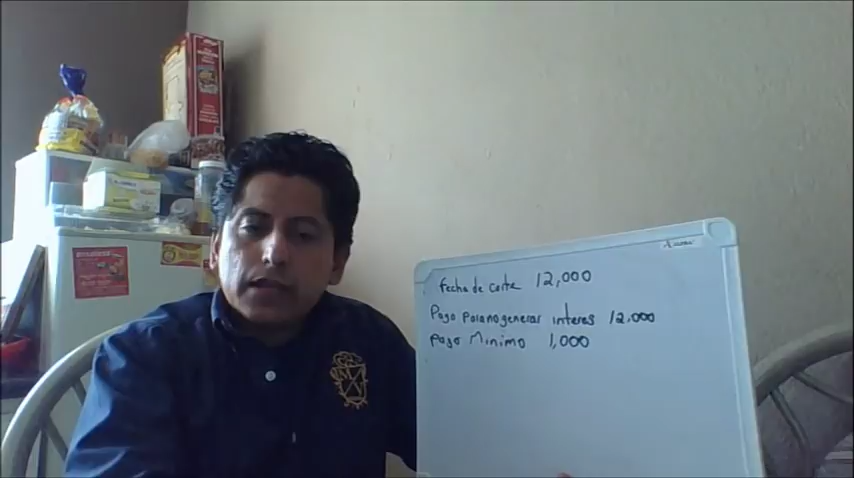 Fecha de corte 12,000
Pago para no generar interes 12,000
Pago Minimo 1,000